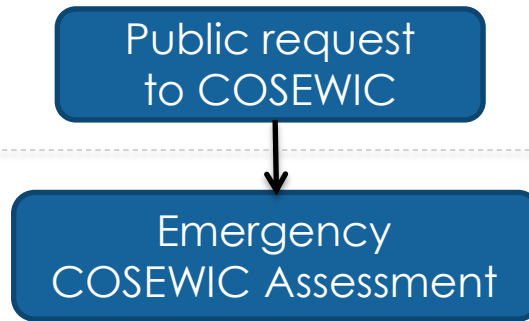 Public request
to COSEWIC
Emergency
COSEWIC Assessment